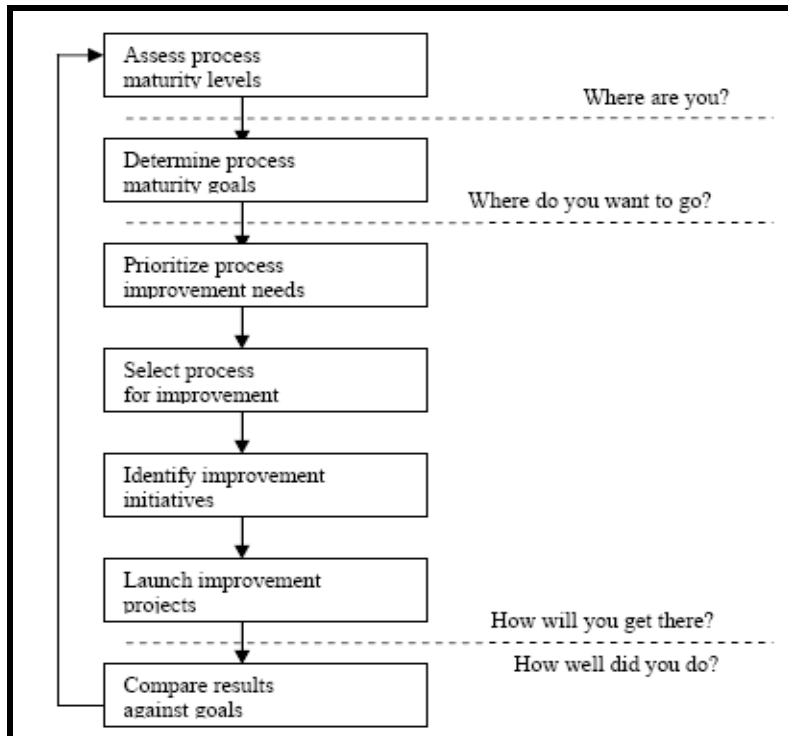 Assess process
maturity levels
Where are you?
Determine process
maturity goals
Where do you want to go?
Prioritize process
improvement needs
Select process
for improvement
Identify improvement
initiatives
Launch improvement
projects
How will you get there?
How well did you do?
Compare results
against goals